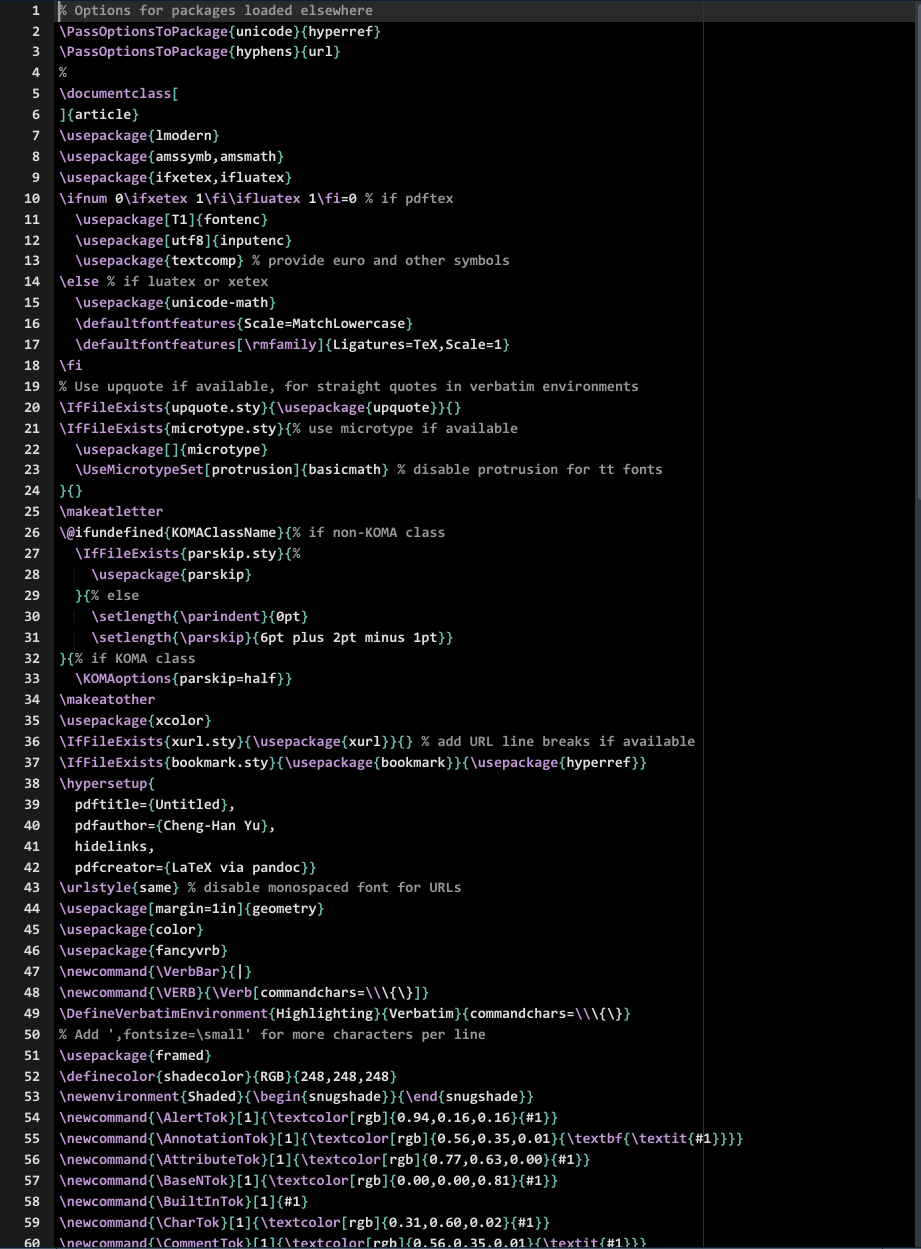 1 % Options for packages loaded elsewhere
2 \PassOptionsToPackage{unicode}{hyperref}
3 \PassOptionsToPackage{hyphens}{url}
4 %
5 \documentclass[
6 ]{article}
7 \usepackage{lmodern}
8 \usepackage{amssymb,amsmath}
9 \usepackage{ifxetex,ifluatex}
10 \ifnum 0\ifxetex 1\fi\ifluatex 1\fi=0 % if pdftex
11   \usepackage[T1]{fontenc}
12   \usepackage[utf8]{inputenc}
13   \usepackage{textcomp} % provide euro and other symbols
14 \else % if luatex or xetex
15   \usepackage{unicode-math}
16   \defaultfontfeatures{Scale=MatchLowercase}
17   \defaultfontfeatures[\rmfamily]{Ligatures=TeX,Scale=1}
18 \fi
19 % Use upquote if available, for straight quotes in verbatim environments
20 \IfFileExists{upquote.sty}{\usepackage{upquote}}{}
21 \IfFileExists{microtype.sty}{% use microtype if available
22   \usepackage[]{microtype}
23   \UseMicrotypeSet[protrusion]{basicmath} % disable protrusion for tt fonts
24 }{}
25 \makeatletter
26 \@ifundefined{KOMAClassName}{% if non-KOMA class
27   \IfFileExists{parskip.sty}{%
28     \usepackage{parskip}
29   }{% else
30     \setlength{\parindent}{0pt}
31     \setlength{\parskip}{6pt plus 2pt minus 1pt}}
32 }{% if KOMA class
33   \KOMAoptions{parskip=half}}
34 \makeatother
35 \usepackage{xcolor}
36 \IfFileExists{xurl.sty}{\usepackage{xurl}}{} % add URL line breaks if available
37 \IfFileExists{bookmark.sty}{\usepackage{bookmark}}{\usepackage{hyperref}}
38 \hypersetup{
39   pdftitle={Untitled},
40   pdfauthor={Cheng-Han Yu},
41   hidelinks,
42   pdfcreator={LaTeX via pandoc}}
43 \urlstyle{same} % disable monospaced font for URLs
44 \usepackage[margin=1in]{geometry}
45 \usepackage{color}
46 \usepackage{fancyvrb}
47 \newcommand{\VerbBar}{|}
48 \newcommand{\VERB}{\Verb[commandchars=\\\{\}]}
49 \DefineVerbatimEnvironment{Highlighting}{Verbatim}{commandchars=\\\{\}}
50 % Add ',fontsize=\small' for more characters per line
51 \usepackage{framed}
52 \definecolor{shadecolor}{RGB}{248,248,248}
53 \newenvironment{Shaded}{\begin{snugshade}}{\end{snugshade}}
54 \newcommand{\AlertTok}[1]{\textcolor[rgb]{0.94,0.16,0.16}{#1}}
55 \newcommand{\AnnotationTok}[1]{\textcolor[rgb]{0.56,0.35,0.01}{\textbf{\textit{#1}}}}
56 \newcommand{\AttributeTok}[1]{\textcolor[rgb]{0.77,0.63,0.00}{#1}}
57 \newcommand{\BaseNTok}[1]{\textcolor[rgb]{0.00,0.00,0.81}{#1}}
58 \newcommand{\BuiltInTok}[1]{#1}
59 \newcommand{\CharTok}[1]{\textcolor[rgb]{0.31,0.60,0.02}{#1}}
60 \newcommand{\CommentTok}[1]{\textcolor[rgb]{0.56,0.35,0.01}{\textit{#1}}}